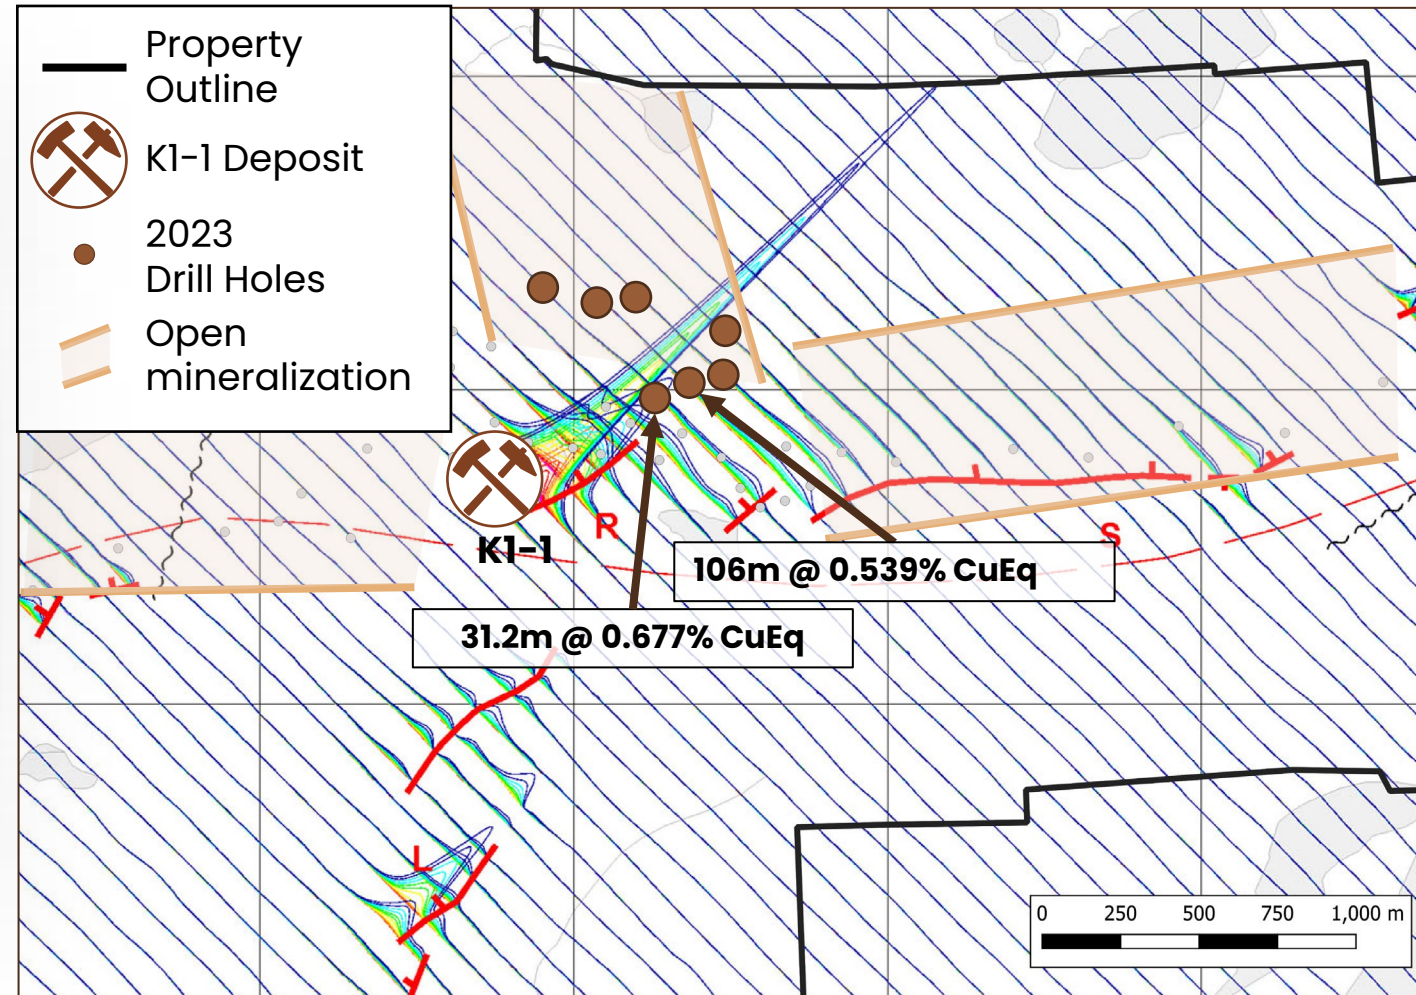 Property
Outline
K1-1 Deposit
2023
Drill Holes
Open
mineralization
R
K1-1
S
106m @ 0.539% CuEq
31.2m @ 0.677% CuEq
L
0 250 500 750 1,000 m